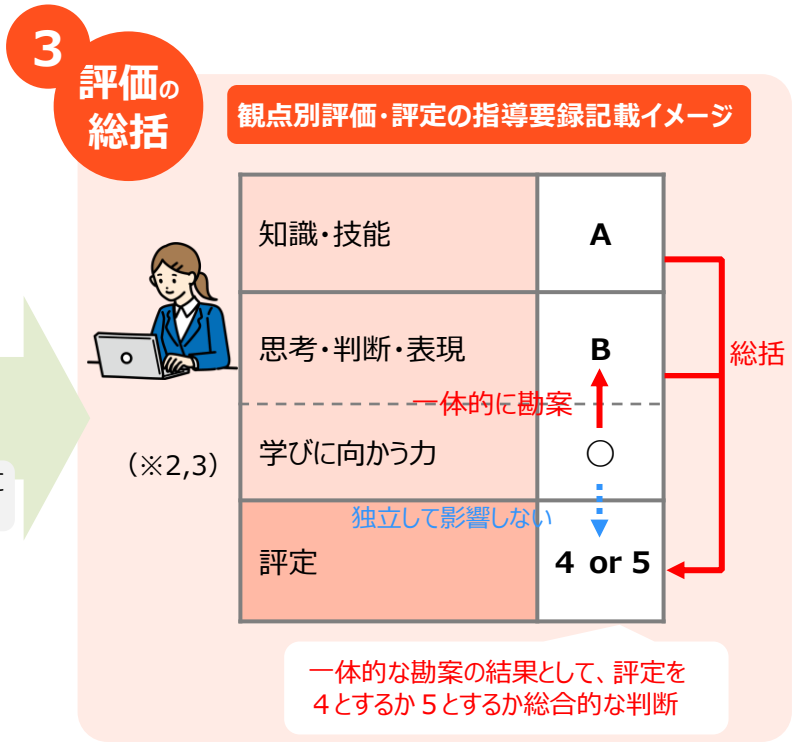 3
評価の
総括
観点別評価・評定の指導要録記載イメージ
知識・技能
A
思考・判断・表現
B
総括
一体的に勘案
(※2,3)
学びに向かう力
○
独立して影響しない
評定
4 or 5
一体的な勘案の結果として、評定を
4とするか5とするか総合的な判断